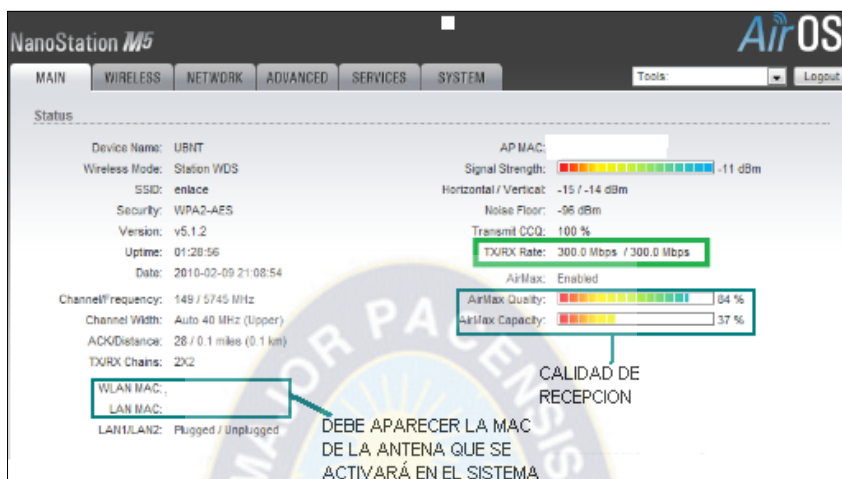 NanoStation M5
AirOS
MAIN WIRELESS NETWORK ADVANCED SERVICES SYSTEM Tools: Logout
Status
Device Name: UBNT
Wireless Mode: Station WDS
SSID: enlace
Security: WPA2-AES
Version: v5.1.2
Uptime: 01:28:56
Date: 2010-02-09 21:08:54
Channel/Frequency: 149 / 5745 MHz
Channel Width: Auto 40 MHz (Upper)
ACK/Distance: 28 / 0.1 miles (0.1 km)
TX/RX Chains: 2X2
WLAN MAC:
LAN MAC:
LAN1/LAN2: Plugged / Unplugged
AP MAC:
Signal Strength: -11 dBm
Horizontal / Vertical: -15 / -14 dBm
Noise Floor: -96 dBm
Transmit CCQ: 100 %
TX/RX Rate: 300.0 Mbps / 300.0 Mbps
AirMax: Enabled
AirMax Quality: 84 %
AirMax Capacity: 37 %
CALIDAD DE
RECEPCION
DEBE APARECER LA MAC
DE LA ANTENA QUE SE
ACTIVARÁ EN EL SISTEMA
MAJOR PACENSIS